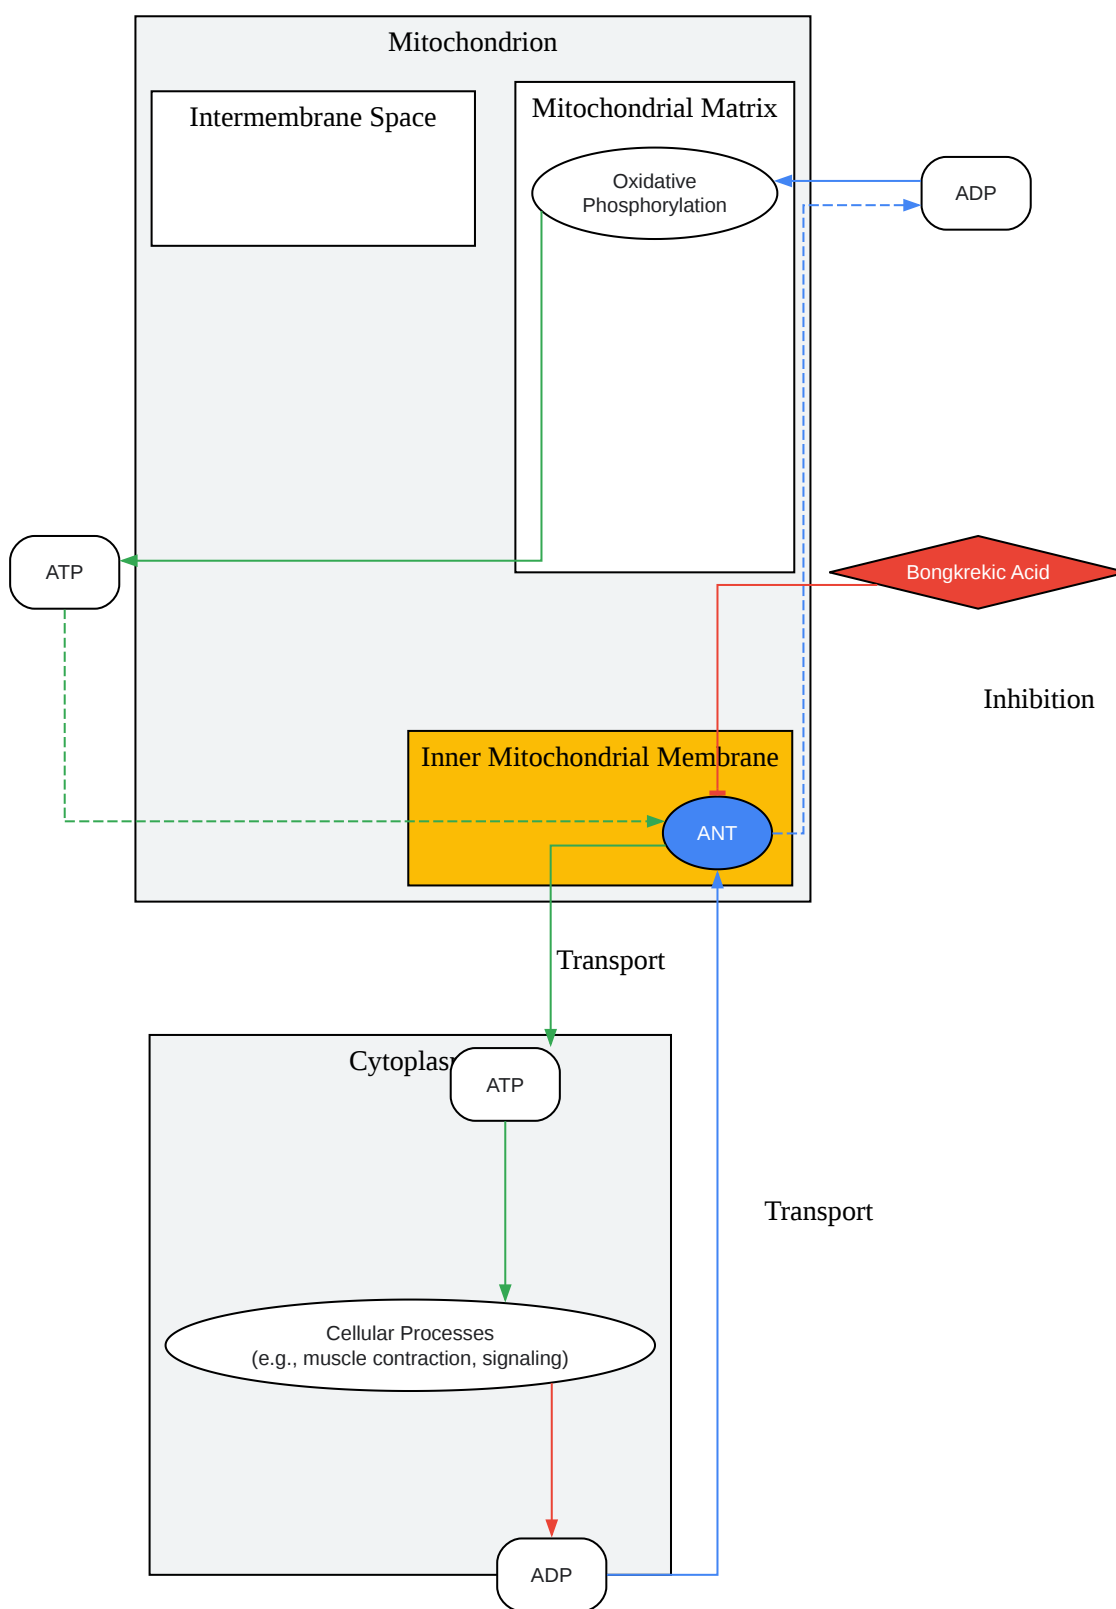 Mitochondrion
Intermembrane Space
Mitochondrial Matrix
Oxidative
Phosphorylation
ADP
ATP
Bongkrekic Acid
Inhibition
Inner Mitochondrial Membrane
ANT
Transport
ATP
Transport
Cellular Processes
(e.g., muscle contraction, signaling)
ADP